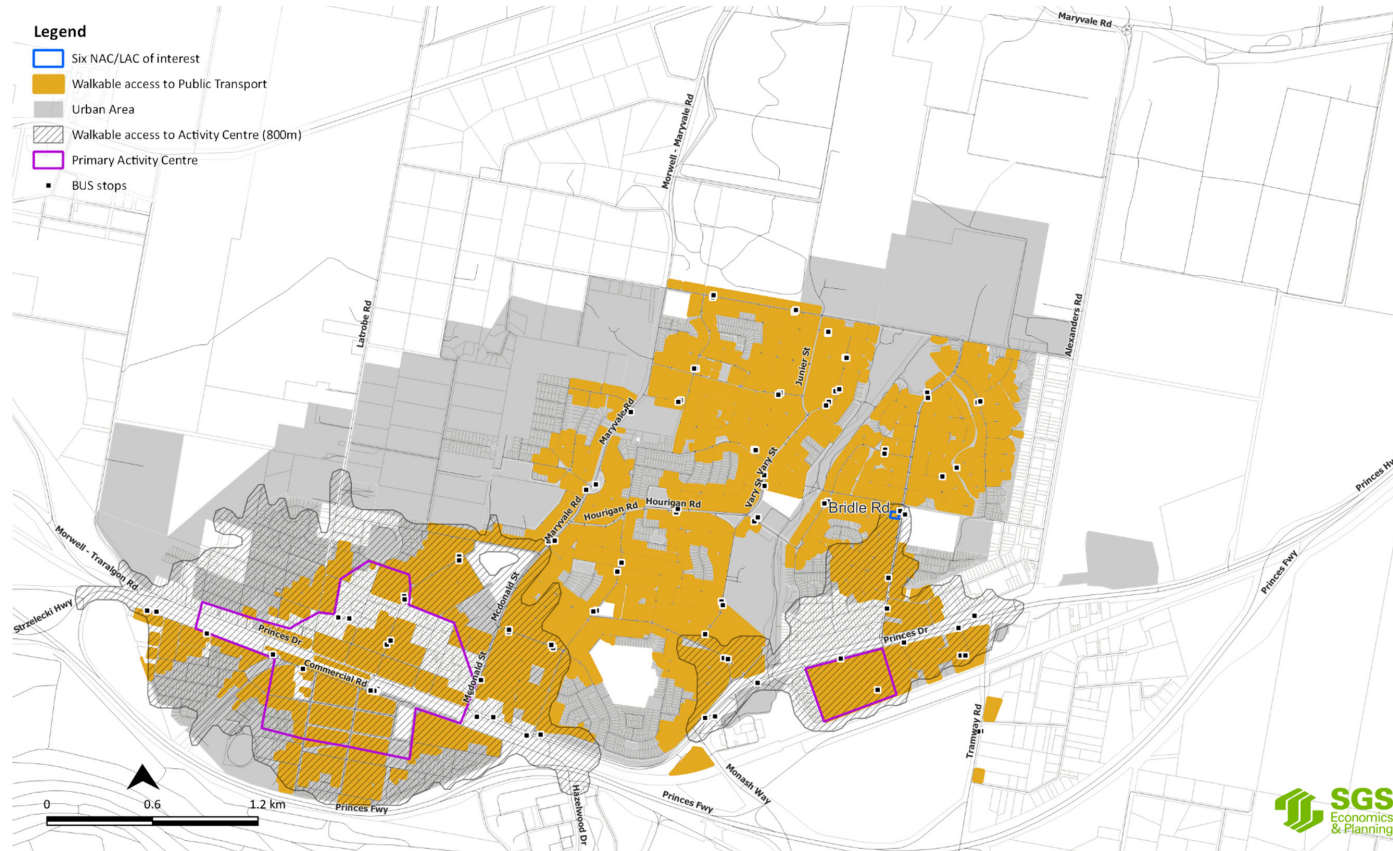 Legend
Six NAC/LAC of interest
Walkable access to Public Transport
Urban Area
Walkable access to Activity Centre (800m)
Primary Activity Centre
BUS stops
Maryvale Rd
Morwell - Maryvale Rd
Latrobe Rd
Alexanders Rd
Junier St
Maryvale Rd
Vary St
Vary St
Hourigan Rd
Hourigan Rd
Maryvale Rd
Bridle Rd
Princes Hw
Morwell - Traralgon Rd
Strzelecki Hwy
Mcdonald St
Princes Fwy
Princes Dr
Princes Dr
Commercial Rd
Mcdonald St
Tramway Rd
Monash Way
Princes Fwy
Princes Fwy
Hazelwood Dr
0 0.6 1.2 km
SGS
Economics
& Planning